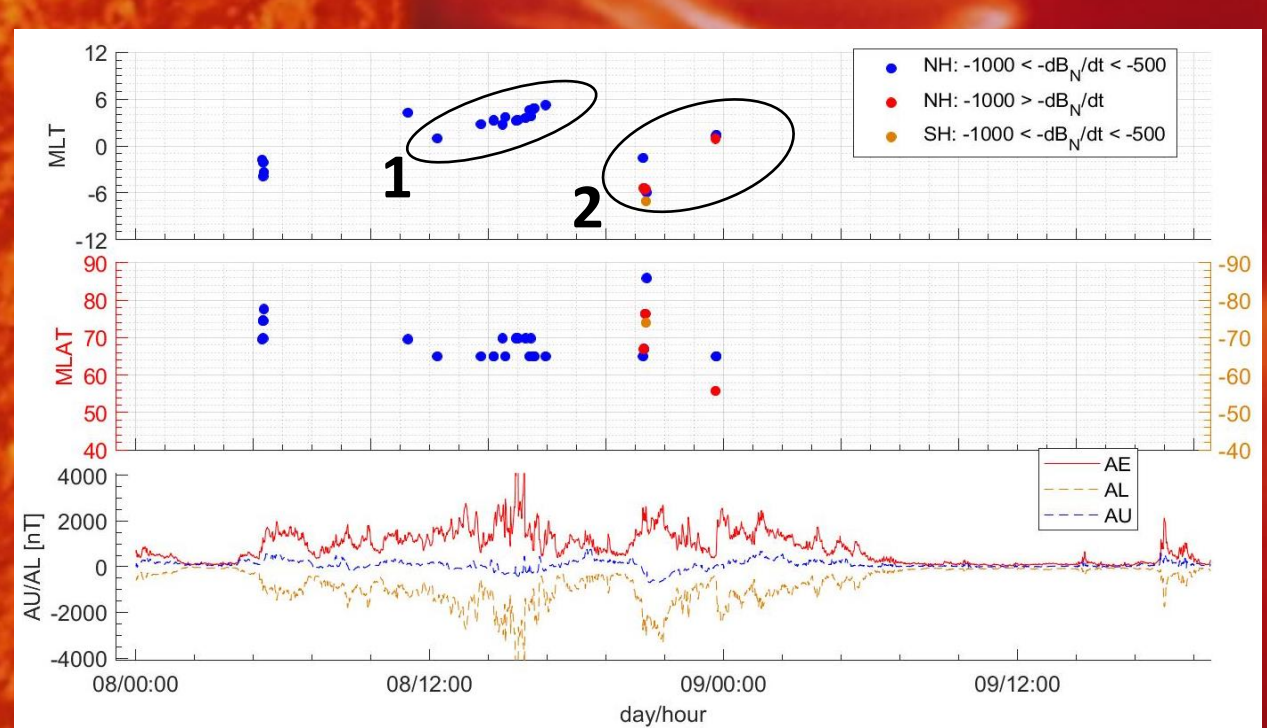 12
6
0
-6
-12
MLT
NH: -1000 < -dB_N/dt < -500
NH: -1000 > -dB_N/dt
SH: -1000 < -dB_N/dt < -500
1
2
90
80
70
60
50
40
MLAT
-90
-80
-70
-60
-50
-40
4000
2000
0
-2000
-4000
AU/AL [nT]
AE
AL
AU
08/00:00 08/12:00 09/00:00 09/12:00
day/hour